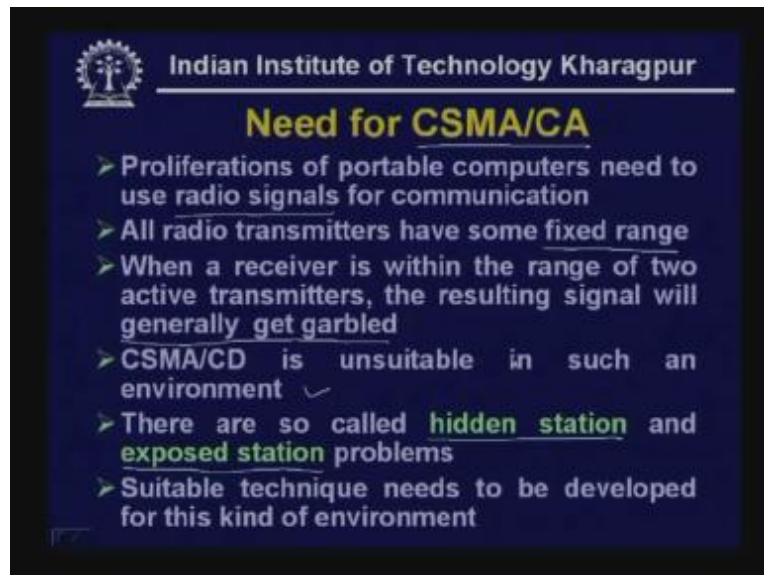 Indian Institute of Technology Kharagpur
Need for CSMA/CA
➢ Proliferations of portable computers need to
use radio signals for communication
➢ All radio transmitters have some fixed range
➢ When a receiver is within the range of two
active transmitters, the resulting signal will
generally get garbled
➢ CSMA/CD is unsuitable in such an
environment
➢ There are so called hidden station and
exposed station problems
➢ Suitable technique needs to be developed
for this kind of environment